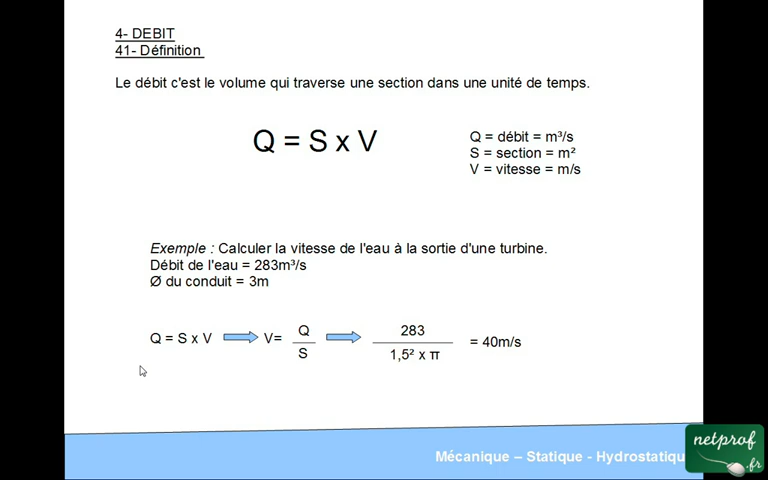 4- DEBIT
41- Définition
Le débit c'est le volume qui traverse une section dans une unité de temps.
Q = S x V
Q = débit = m³/s
S = section = m²
V = vitesse = m/s
Exemple : Calculer la vitesse de l'eau à la sortie d'une turbine.
Débit de l'eau = 283m³/s
Ø du conduit = 3m
Q = S x V
V=
Q
S
283
1,5² x π
= 40m/s
Mécanique – Statique - Hydrostatiqu
netprof
.fr